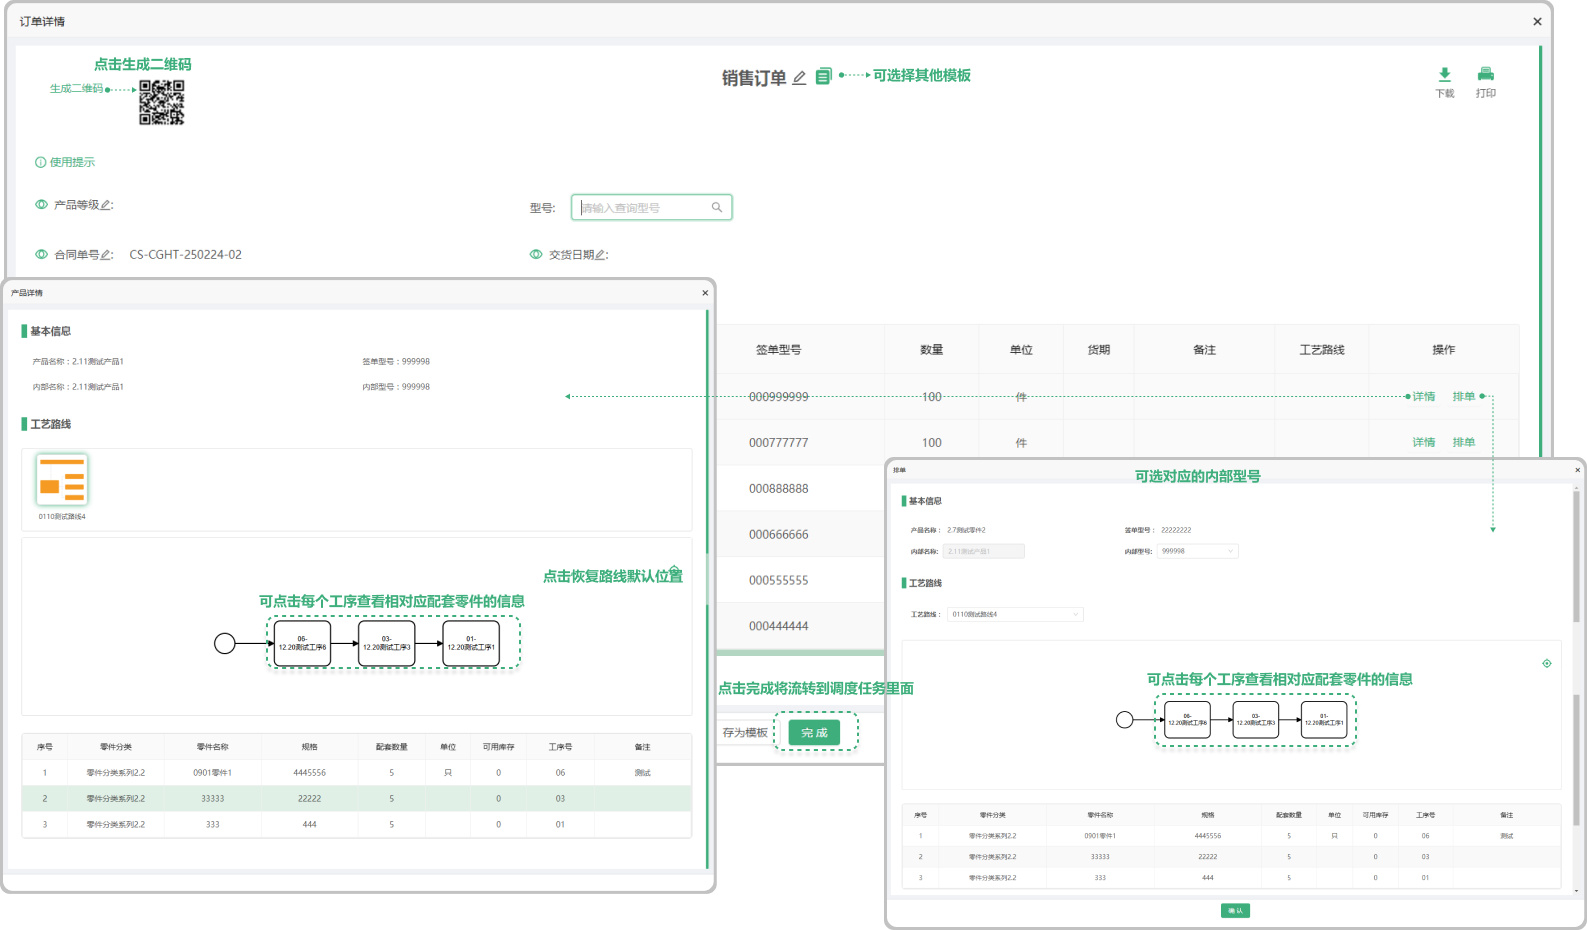 订单详情
点击生成二维码
生成二维码
销售订单
可选择其他模板
下载
打印
使用提示
产品等级:
型号:
请输入查询型号
合同单号:
CS-CGHT-250224-02
交货日期:
签单型号 数量 单位 货期 备注 工艺路线 操作
000999999 100 件 详情 排单
000777777 100 件 详情 排单
000888888
000666666
000555555
000444444
点击完成将流转到调度任务里面
存为模板
完成
产品详情
基本信息
产品名称：2.11测试产品1
签单型号：999998
内部名称：2.11测试产品1
内部型号：999998
工艺路线
0110测试路线4
点击恢复路线默认位置
可点击每个工序查看相对应配套零件的信息
06-
12.20测试工序6
03-
12.20测试工序3
01-
12.20测试工序1
序号 零件分类 零件名称 规格 配套数量 单位 可用库存 工序号 备注
1 零件分类系列2.2 0901零件1 4445556 5 只 0 06 测试
2 零件分类系列2.2 33333 22222 5 0 03
3 零件分类系列2.2 333 444 5 0 01
排单
可选对应的内部型号
基本信息
产品名称： 2.7测试零件2
签单型号： 22222222
内部名称: 2.11测试产品1
内部型号: 999998
工艺路线
工艺路线： 0110测试路线4
可点击每个工序查看相对应配套零件的信息
06-
12.20测试工序6
03-
12.20测试工序3
01-
12.20测试工序1
序号 零件分类 零件名称 规格 配套数量 单位 可用库存 工序号 备注
1 零件分类系列2.2 0901零件1 4445556 5 只 0 06 测试
2 零件分类系列2.2 33333 22222 5 0 03
3 零件分类系列2.2 333 444 5 0 01
确认